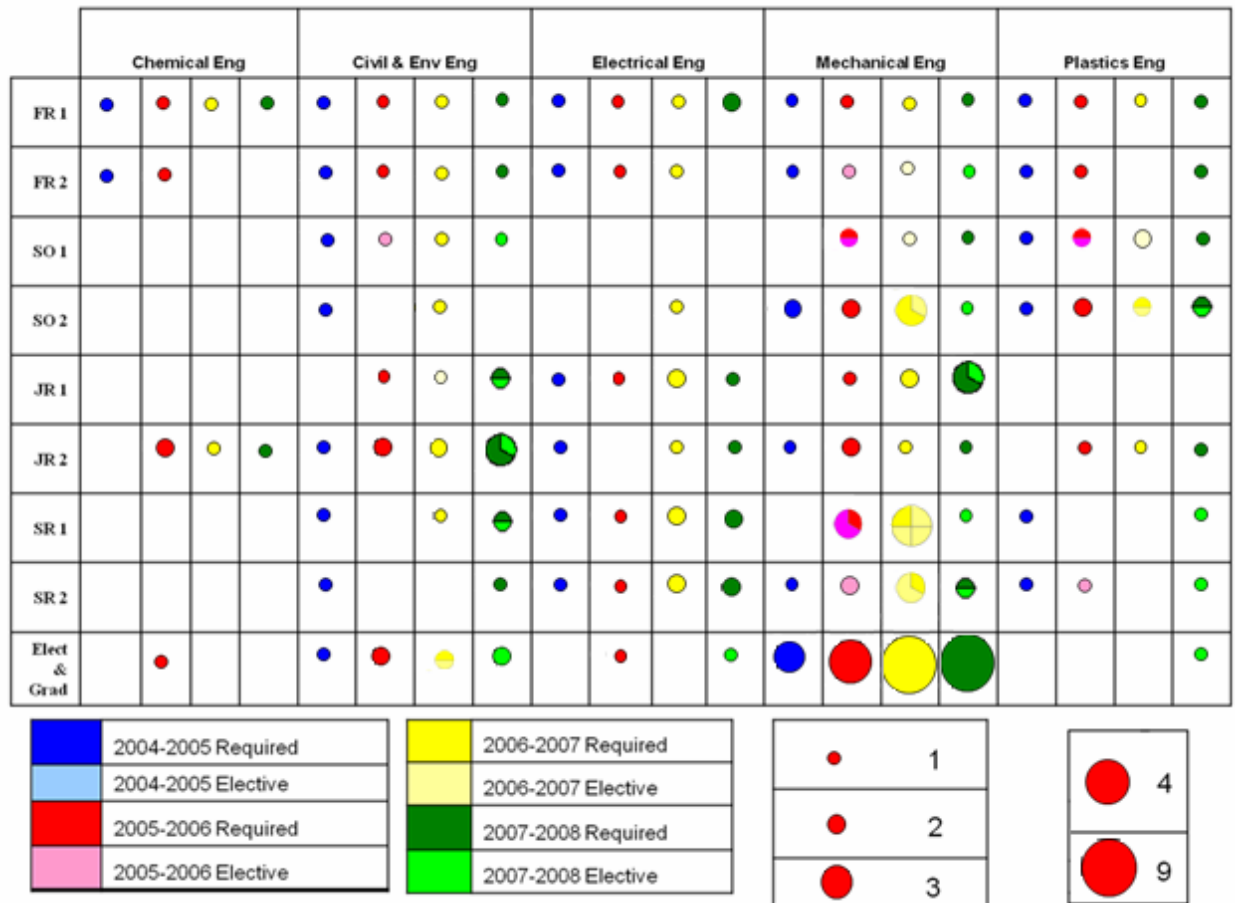 Chemical Eng Civil & Env Eng Electrical Eng Mechanical Eng Plastics Eng
FR 1
FR 2
SO 1
SO 2
JR 1
JR 2
SR 1
SR 2
Elect
&
Grad
2004-2005 Required
2004-2005 Elective
2005-2006 Required
2005-2006 Elective
2006-2007 Required
2006-2007 Elective
2007-2008 Required
2007-2008 Elective
1
2
3
4
9